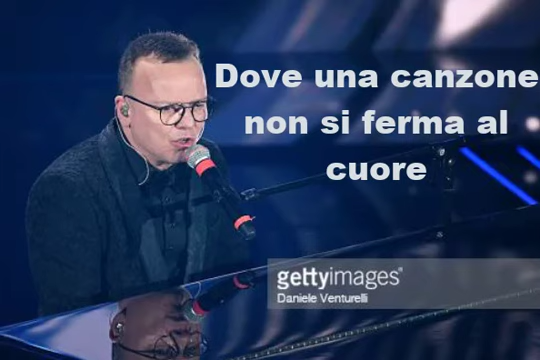 Dove una canzone
non si ferma al
cuore
gettyimages®
Daniele Venturelli